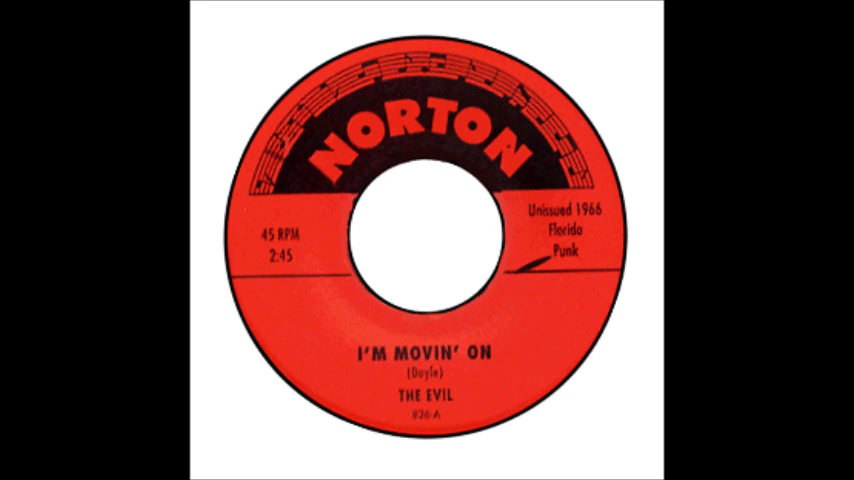 NORTON
45 RPM
2:45
Unissued 1966
Florida
Punk
I'M MOVIN' ON
(Doyle)
THE EVIL
826-A